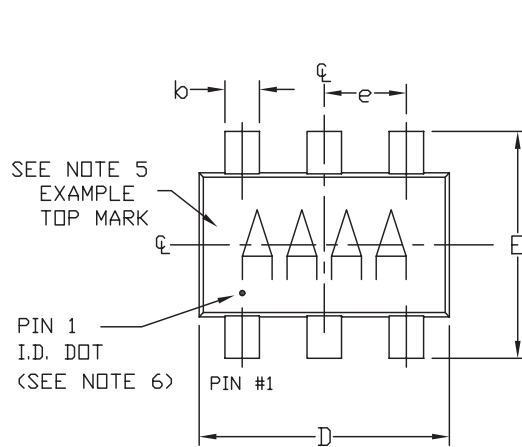 ℄
b
e
SEE NOTE 5
EXAMPLE
TOP MARK
AAAA
℄
E
PIN 1
I.D. DOT
(SEE NOTE 6)
PIN #1
D